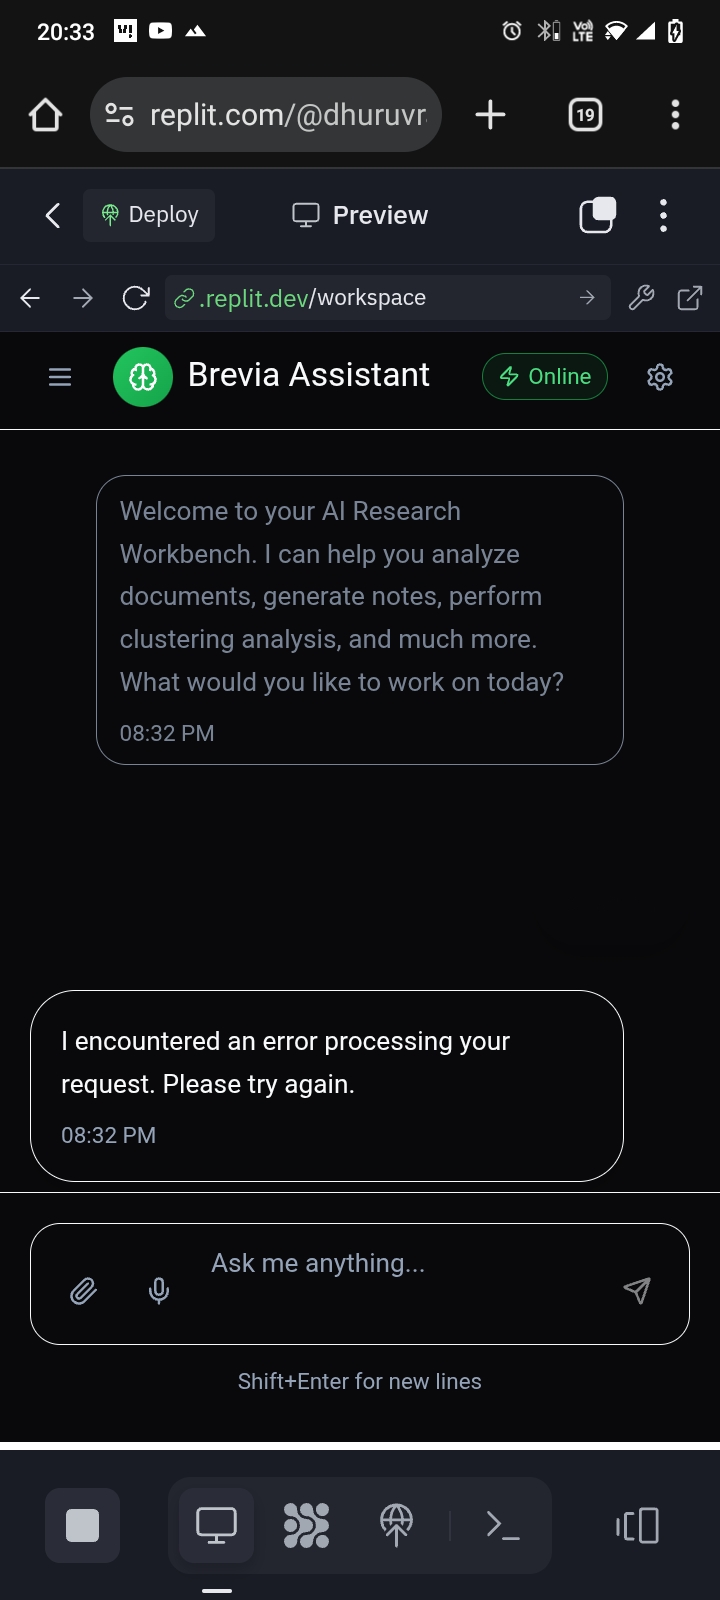 20:33
Vo))
LTE
replit.com/@dhuruvr
19
Deploy
Preview
.replit.dev/workspace
Brevia Assistant
Online
Welcome to your AI Research
Workbench. I can help you analyze
documents, generate notes, perform
clustering analysis, and much more.
What would you like to work on today?
08:32 PM
I encountered an error processing your
request. Please try again.
08:32 PM
Ask me anything...
Shift+Enter for new lines